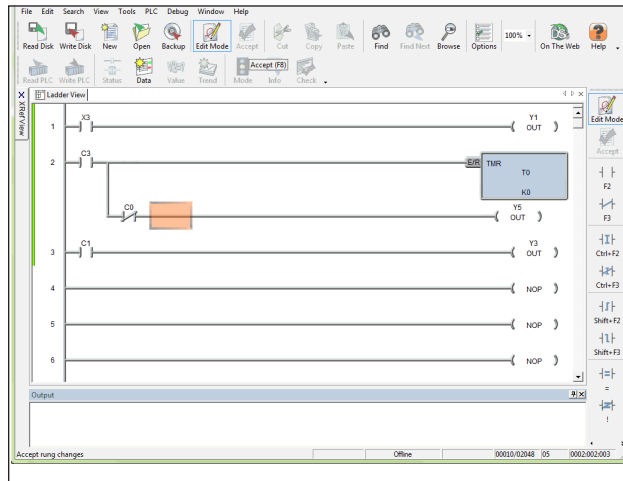 File Edit Search View Tools PLC Debug Window Help
Read Disk Write Disk New Open Backup Edit Mode Accept Cut Copy Paste Find Find Next Browse Options 100% On The Web Help
Accept (F8)
Read PLC Write PLC Status Data Value Trend Mode Info Check
XRef View
Ladder View
Edit Mode
Accept
F2
F3
Ctrl+F2
Ctrl+F3
Shift+F2
Shift+F3
=
!
1 X3 Y1
OUT
2 C3 E/R TMR
T0
K0
C0 Y5
OUT
3 C1 Y3
OUT
4 NOP
5 NOP
6 NOP
Output
Accept rung changes Offline 00010/02048 05 0002:002:003